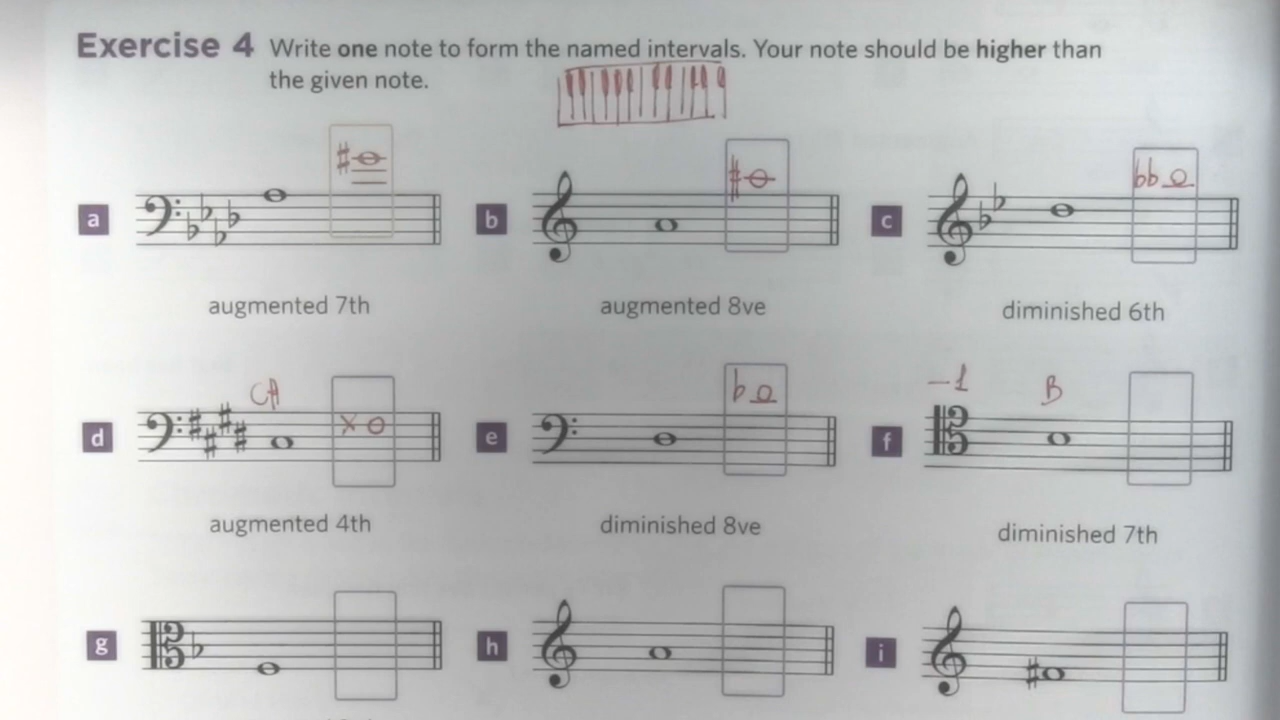 Exercise 4 Write one note to form the named intervals. Your note should be higher than
the given note.
a
b
c
augmented 7th
augmented 8ve
diminished 6th
-1
B
d
e
f
augmented 4th
diminished 8ve
diminished 7th
g
h
i